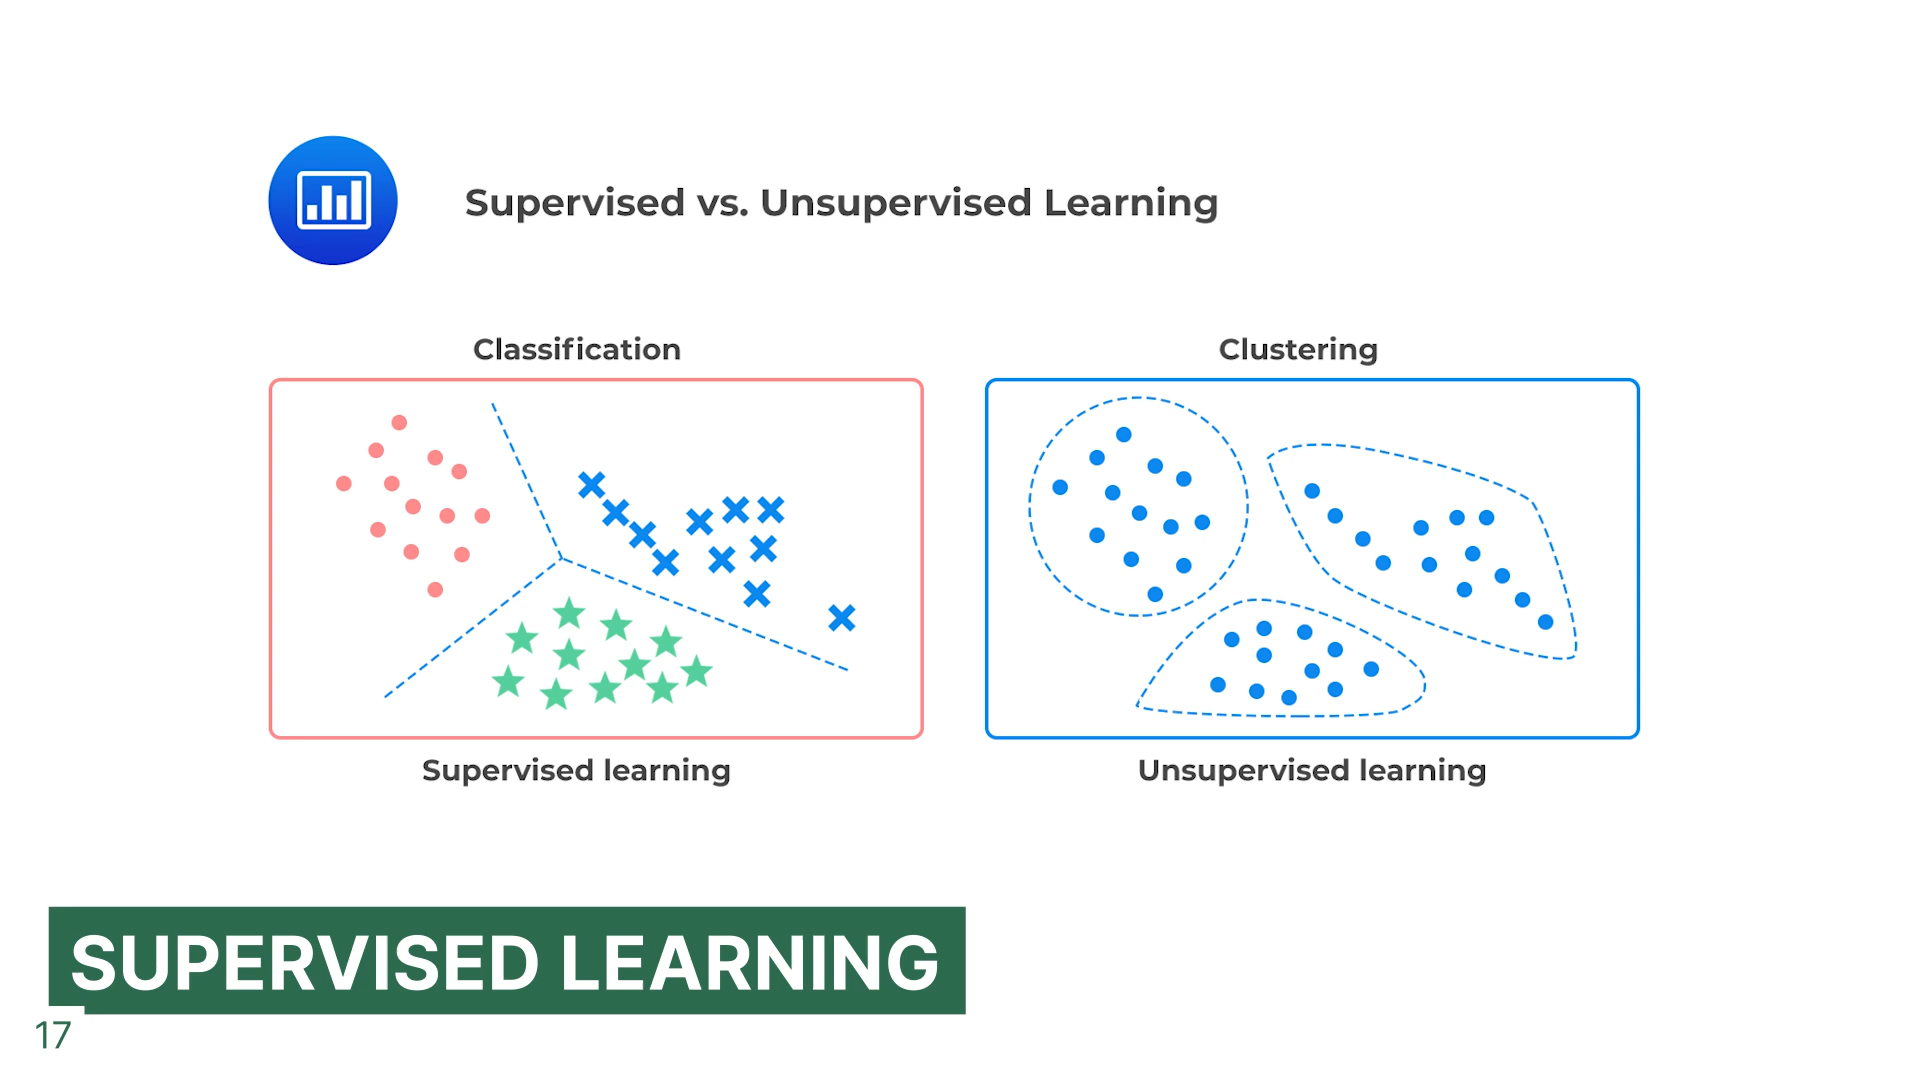 Supervised vs. Unsupervised Learning
Classification
Clustering
Supervised learning
Unsupervised learning
SUPERVISED LEARNING
17